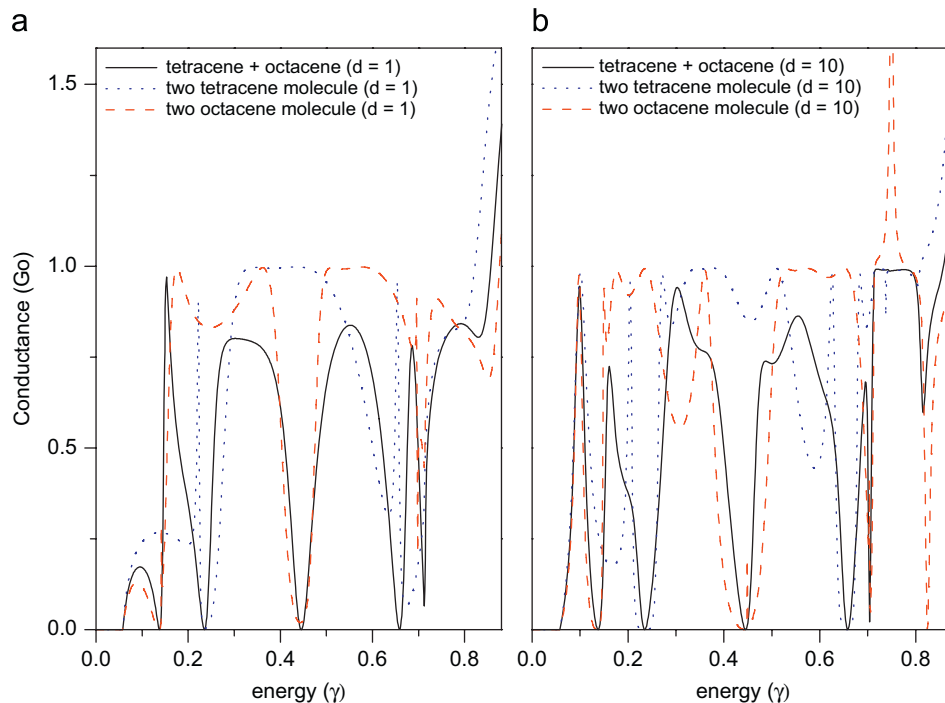 a
tetracene + octacene (d = 1)
two tetracene molecule (d = 1)
two octacene molecule (d = 1)
1.5
1.0
0.5
0.0
Conductance (Go)
0.0 0.2 0.4 0.6 0.8
energy (γ)
b
tetracene + octacene (d = 10)
two tetracene molecule (d = 10)
two octacene molecule (d = 10)
0.0 0.2 0.4 0.6 0.8
energy (γ)